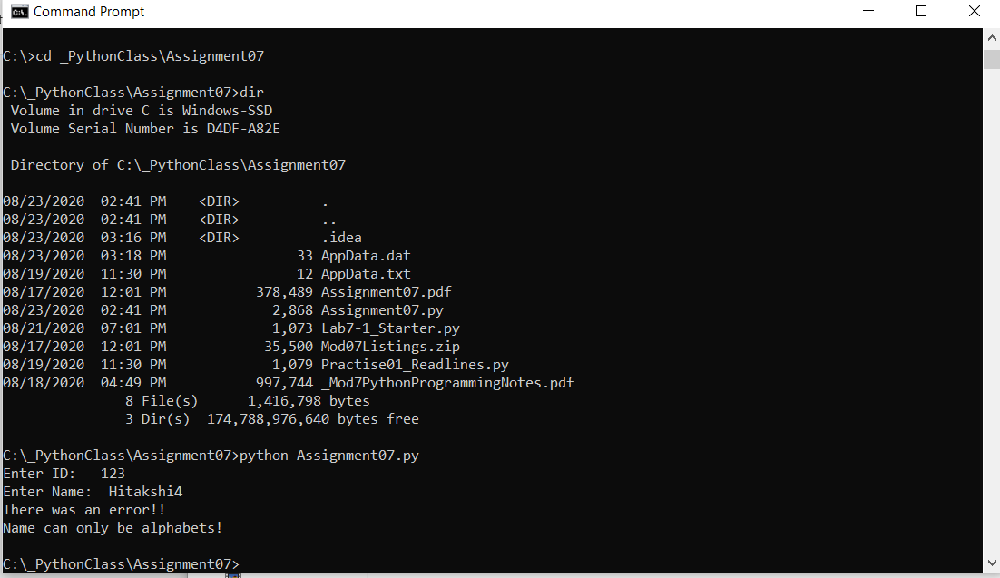 Command Prompt
C:\>cd _PythonClass\Assignment07
C:\_PythonClass\Assignment07>dir
 Volume in drive C is Windows-SSD
 Volume Serial Number is D4DF-A82E
 Directory of C:\_PythonClass\Assignment07
08/23/2020  02:41 PM    <DIR>          .
08/23/2020  02:41 PM    <DIR>          ..
08/23/2020  03:16 PM    <DIR>          .idea
08/23/2020  03:18 PM                33 AppData.dat
08/19/2020  11:30 PM                12 AppData.txt
08/17/2020  12:01 PM           378,489 Assignment07.pdf
08/23/2020  02:41 PM             2,868 Assignment07.py
08/21/2020  07:01 PM             1,073 Lab7-1_Starter.py
08/17/2020  12:01 PM            35,500 Mod07Listings.zip
08/19/2020  11:30 PM             1,079 Practise01_Readlines.py
08/18/2020  04:49 PM           997,744 _Mod7PythonProgrammingNotes.pdf
               8 File(s)      1,416,798 bytes
               3 Dir(s)  174,788,976,640 bytes free
C:\_PythonClass\Assignment07>python Assignment07.py
Enter ID:   123
Enter Name:  Hitakshi4
There was an error!!
Name can only be alphabets!
C:\_PythonClass\Assignment07>